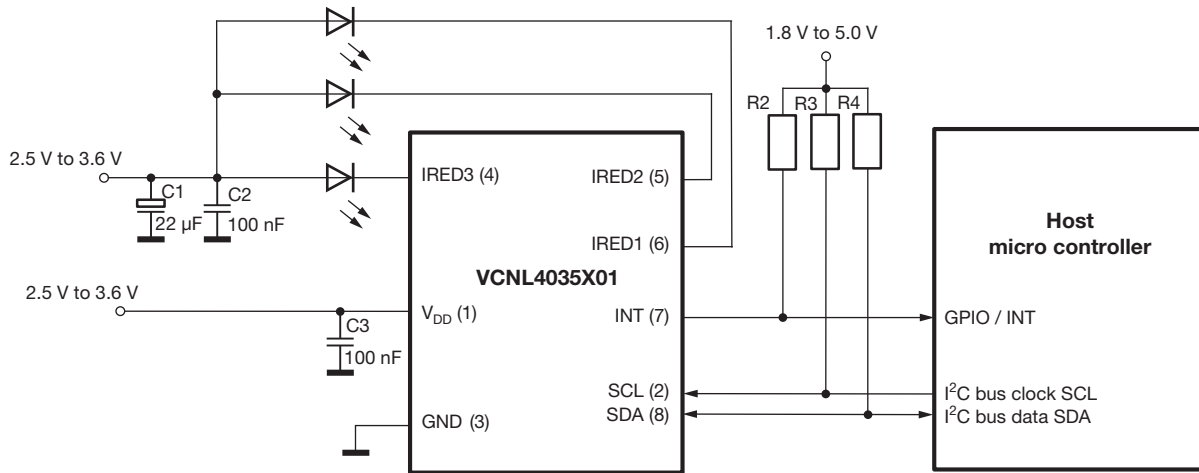 1.8 V to 5.0 V
R2 R3 R4
2.5 V to 3.6 V
C1 C2
22 µF 100 nF
IRED3 (4) IRED2 (5)
IRED1 (6)
VCNL4035X01
Host
micro controller
2.5 V to 3.6 V
C3
100 nF
V_DD (1) INT (7) GPIO / INT
SCL (2) I²C bus clock SCL
GND (3) SDA (8) I²C bus data SDA